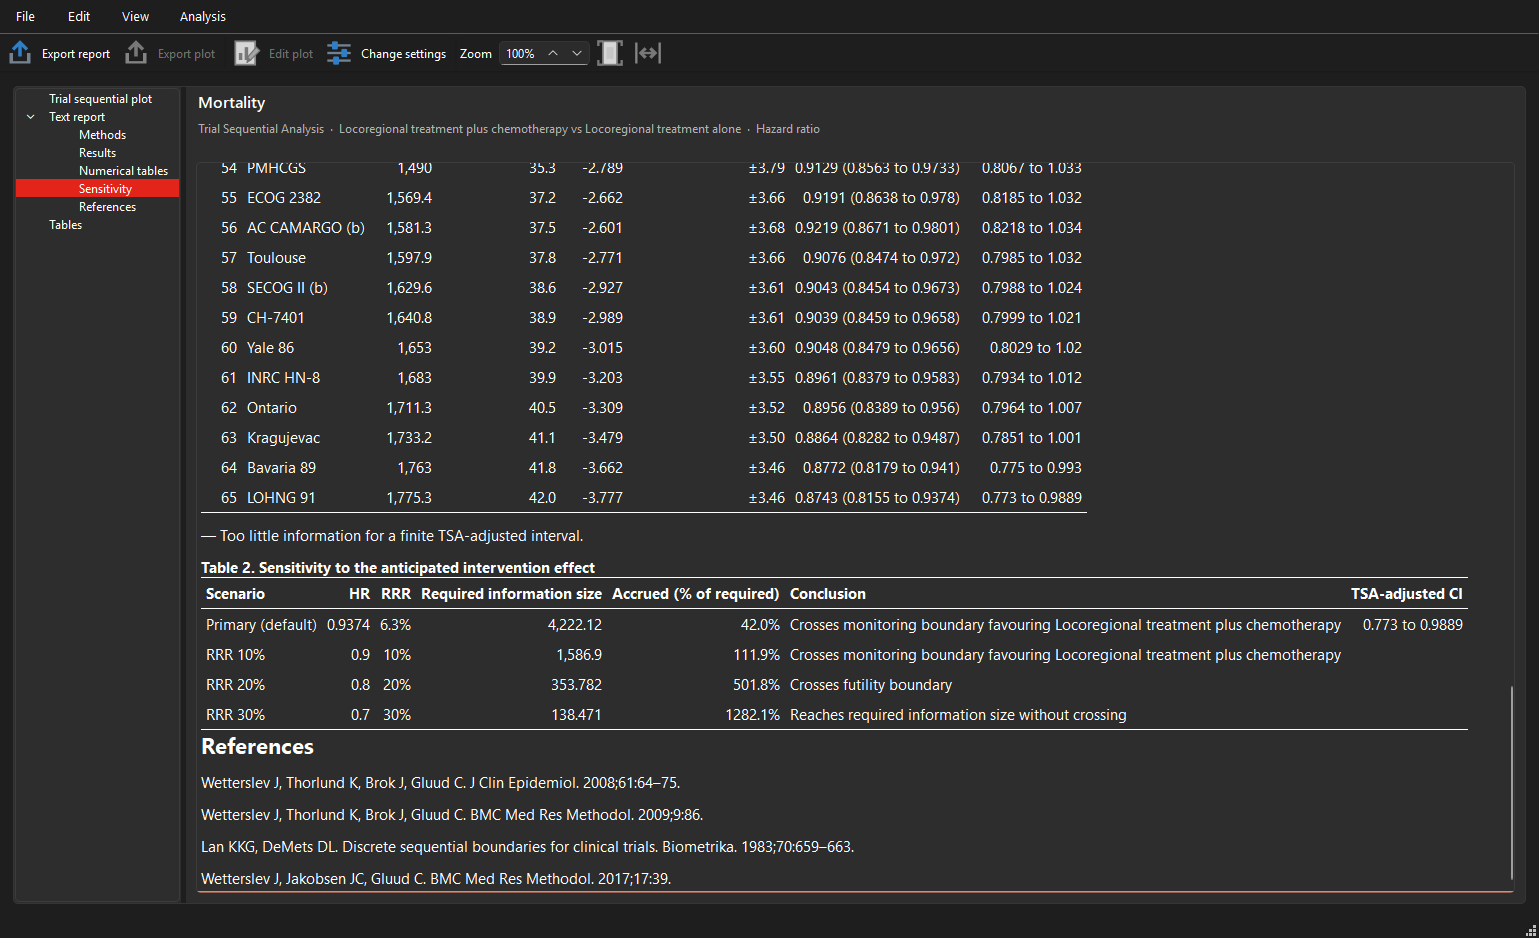 File Edit View Analysis
Export report Export plot Edit plot Change settings Zoom 100%
Trial sequential plot
Text report
Methods
Results
Numerical tables
Sensitivity
References
Tables
Mortality
Trial Sequential Analysis · Locoregional treatment plus chemotherapy vs Locoregional treatment alone · Hazard ratio
54 PMHCGS 1,490 35.3 -2.789 ±3.79 0.9129 (0.8563 to 0.9733) 0.8067 to 1.033
55 ECOG 2382 1,569.4 37.2 -2.662 ±3.66 0.9191 (0.8638 to 0.978) 0.8185 to 1.032
56 AC CAMARGO (b) 1,581.3 37.5 -2.601 ±3.68 0.9219 (0.8671 to 0.9801) 0.8218 to 1.034
57 Toulouse 1,597.9 37.8 -2.771 ±3.66 0.9076 (0.8474 to 0.972) 0.7985 to 1.032
58 SECOG II (b) 1,629.6 38.6 -2.927 ±3.61 0.9043 (0.8454 to 0.9673) 0.7988 to 1.024
59 CH-7401 1,640.8 38.9 -2.989 ±3.61 0.9039 (0.8459 to 0.9658) 0.7999 to 1.021
60 Yale 86 1,653 39.2 -3.015 ±3.60 0.9048 (0.8479 to 0.9656) 0.8029 to 1.02
61 INRC HN-8 1,683 39.9 -3.203 ±3.55 0.8961 (0.8379 to 0.9583) 0.7934 to 1.012
62 Ontario 1,711.3 40.5 -3.309 ±3.52 0.8956 (0.8389 to 0.956) 0.7964 to 1.007
63 Kragujevac 1,733.2 41.1 -3.479 ±3.50 0.8864 (0.8282 to 0.9487) 0.7851 to 1.001
64 Bavaria 89 1,763 41.8 -3.662 ±3.46 0.8772 (0.8179 to 0.941) 0.775 to 0.993
65 LOHNG 91 1,775.3 42.0 -3.777 ±3.46 0.8743 (0.8155 to 0.9374) 0.773 to 0.9889
— Too little information for a finite TSA-adjusted interval.
Table 2. Sensitivity to the anticipated intervention effect
Scenario HR RRR Required information size Accrued (% of required) Conclusion TSA-adjusted CI
Primary (default) 0.9374 6.3% 4,222.12 42.0% Crosses monitoring boundary favouring Locoregional treatment plus chemotherapy 0.773 to 0.9889
RRR 10% 0.9 10% 1,586.9 111.9% Crosses monitoring boundary favouring Locoregional treatment plus chemotherapy
RRR 20% 0.8 20% 353.782 501.8% Crosses futility boundary
RRR 30% 0.7 30% 138.471 1282.1% Reaches required information size without crossing
References
Wetterslev J, Thorlund K, Brok J, Gluud C. J Clin Epidemiol. 2008;61:64–75.
Wetterslev J, Thorlund K, Brok J, Gluud C. BMC Med Res Methodol. 2009;9:86.
Lan KKG, DeMets DL. Discrete sequential boundaries for clinical trials. Biometrika. 1983;70:659–663.
Wetterslev J, Jakobsen JC, Gluud C. BMC Med Res Methodol. 2017;17:39.